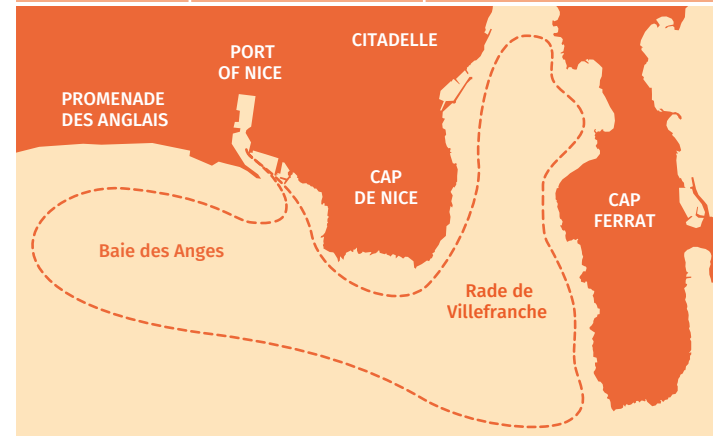 CITADELLE
PORT
OF NICE
PROMENADE
DES ANGLAIS
CAP
DE NICE
CAP
FERRAT
Baie des Anges
Rade de
Villefranche